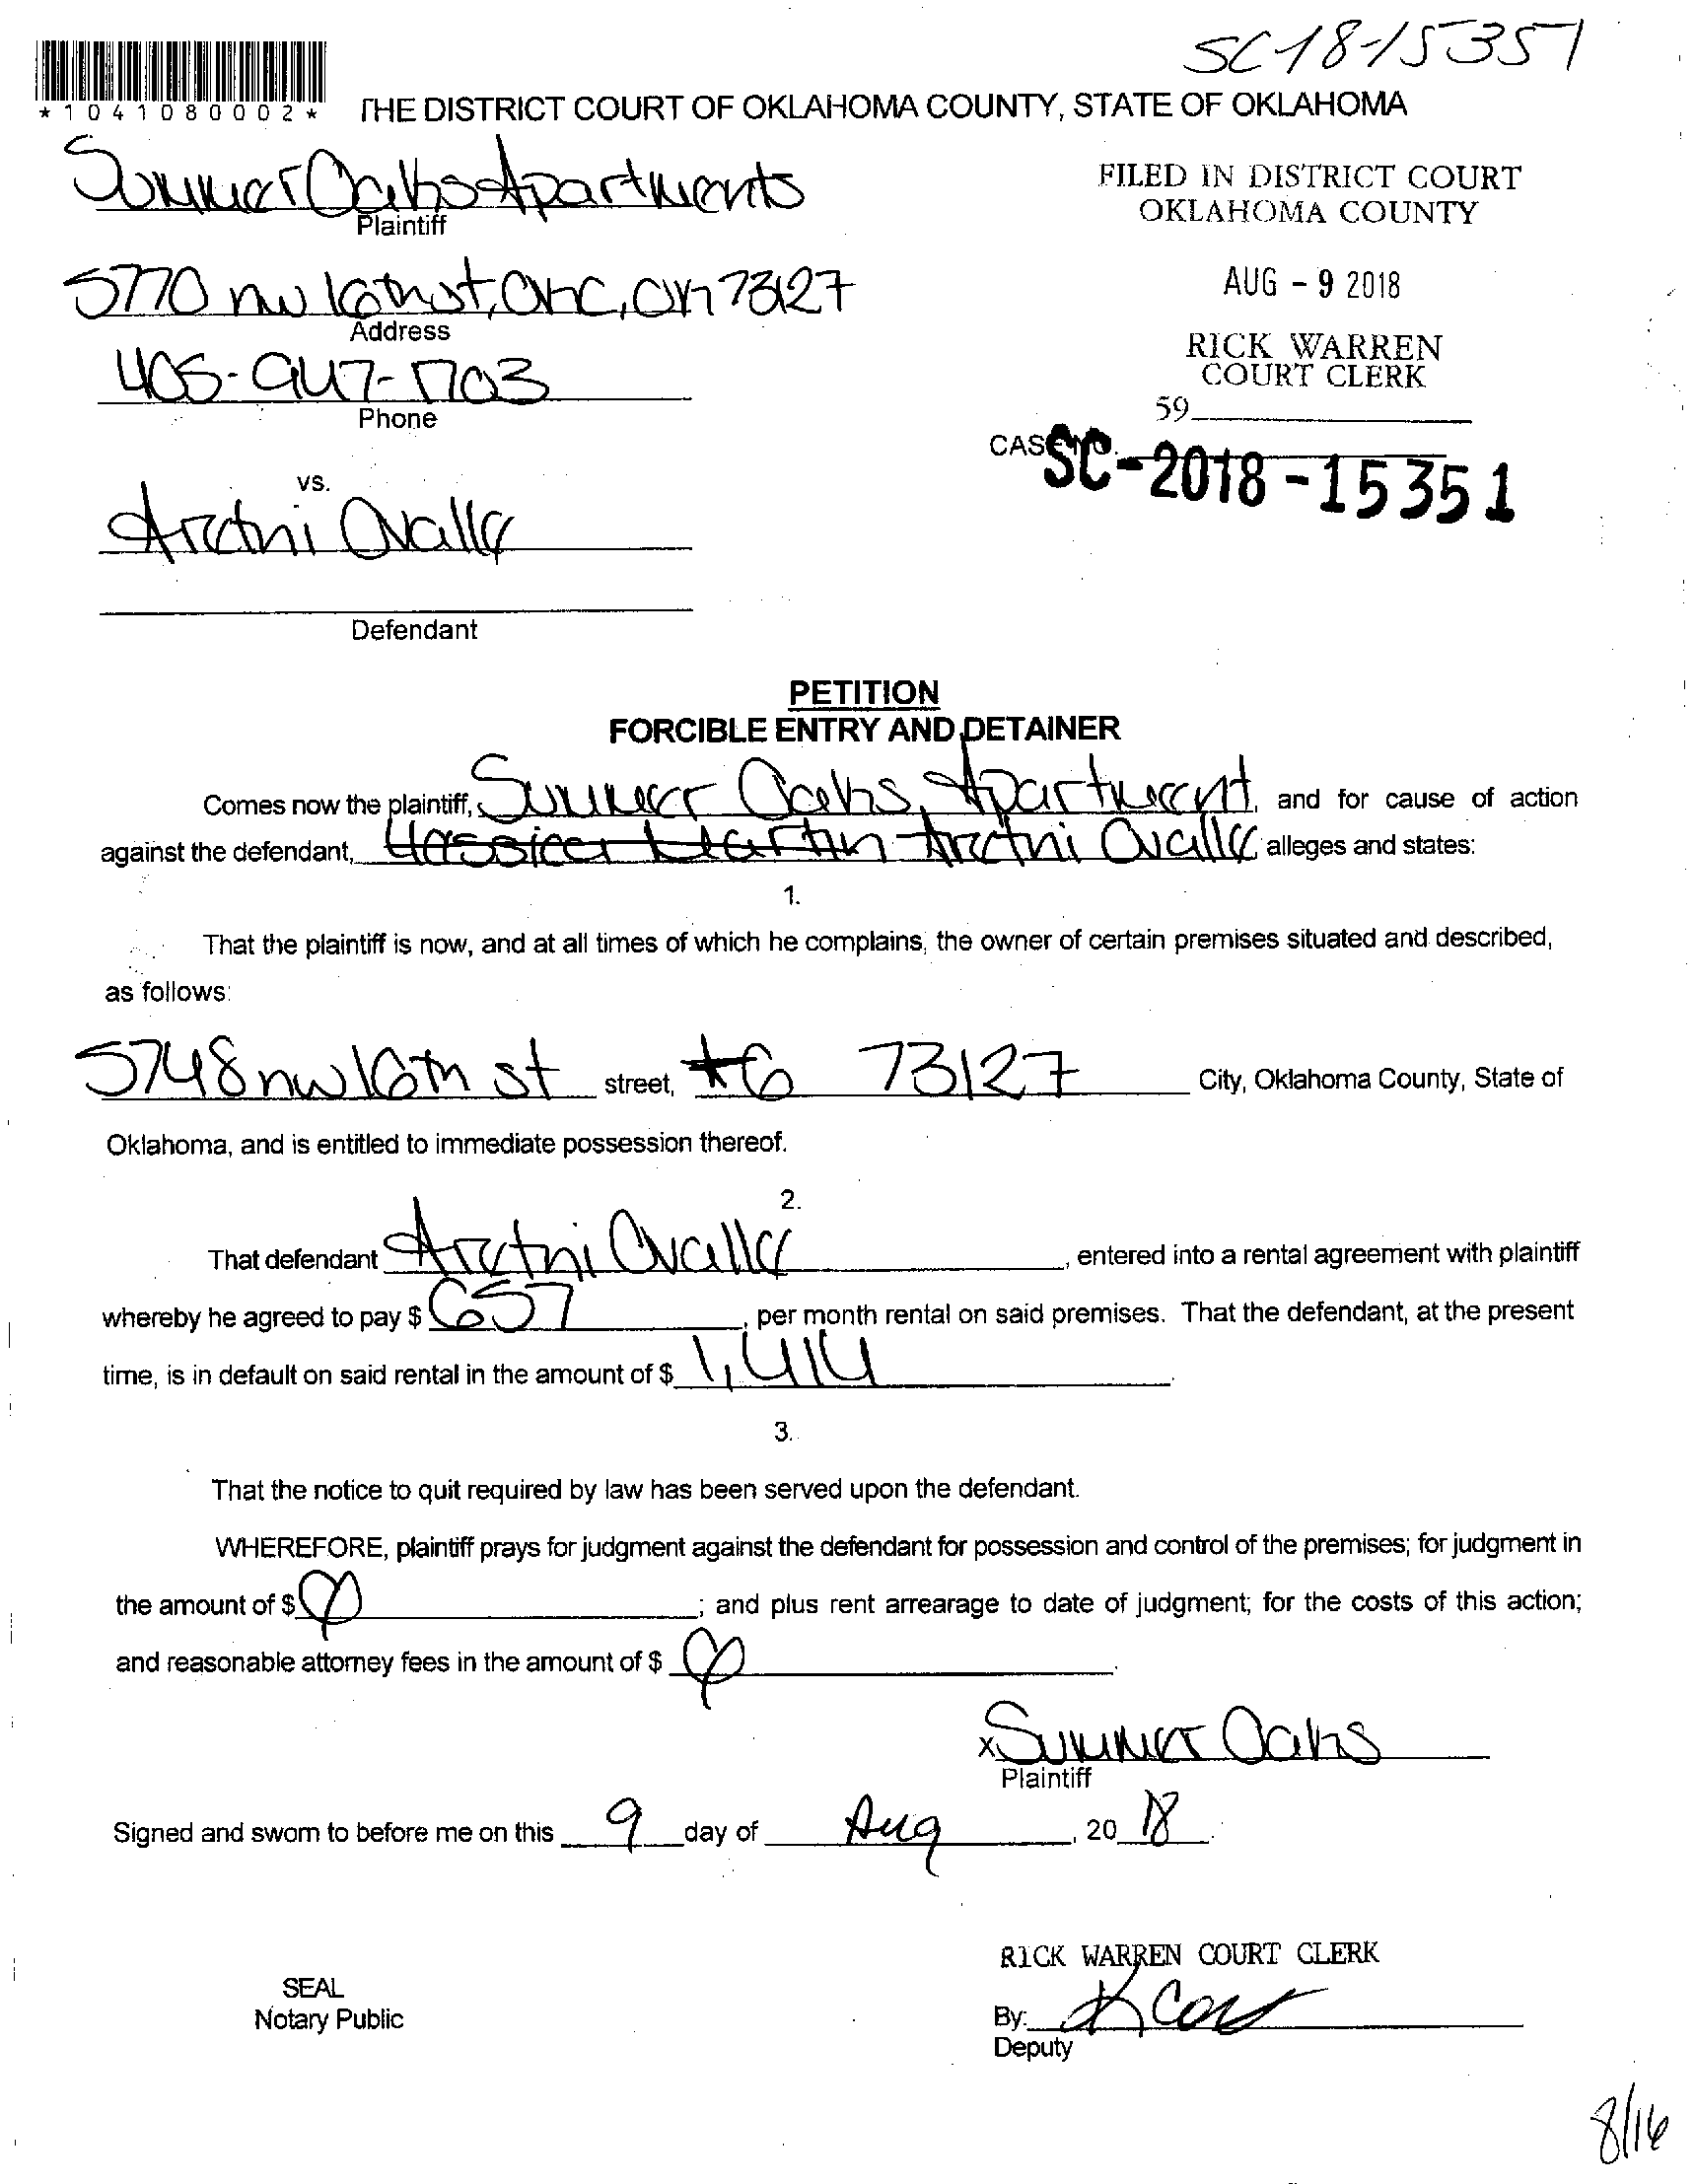 SC-18-15351
*1041080002*
THE DISTRICT COURT OF OKLAHOMA COUNTY, STATE OF OKLAHOMA
Summer Oaks Apartments
Plaintiff
FILED IN DISTRICT COURT
OKLAHOMA COUNTY
5770 nw 16th st, OKC, OK 73127
Address
AUG - 9 2018
405-947-1703
Phone
RICK WARREN
COURT CLERK
59
CASE NO. SC-2018-15351
vs.
Arethi Ovalle
Defendant
PETITION
FORCIBLE ENTRY AND DETAINER
Comes now the plaintiff, Summer Oaks Apartment, and for cause of action
against the defendant, Arethi Ovalle alleges and states:
1.
That the plaintiff is now, and at all times of which he complains, the owner of certain premises situated and described,
as follows:
5748 nw 16th st street, #6 73127 City, Oklahoma County, State of
Oklahoma, and is entitled to immediate possession thereof.
2.
That defendant Arethi Ovalle, entered into a rental agreement with plaintiff
whereby he agreed to pay $ 657, per month rental on said premises. That the defendant, at the present
time, is in default on said rental in the amount of $ 1,414.
3.
That the notice to quit required by law has been served upon the defendant.
WHEREFORE, plaintiff prays for judgment against the defendant for possession and control of the premises; for judgment in
the amount of $ ; and plus rent arrearage to date of judgment; for the costs of this action;
and reasonable attorney fees in the amount of $ .
x Summer Oaks
Plaintiff
Signed and sworn to before me on this 9 day of Aug, 20 18.
RICK WARREN COURT CLERK
SEAL
Notary Public
By:
Deputy
8/16